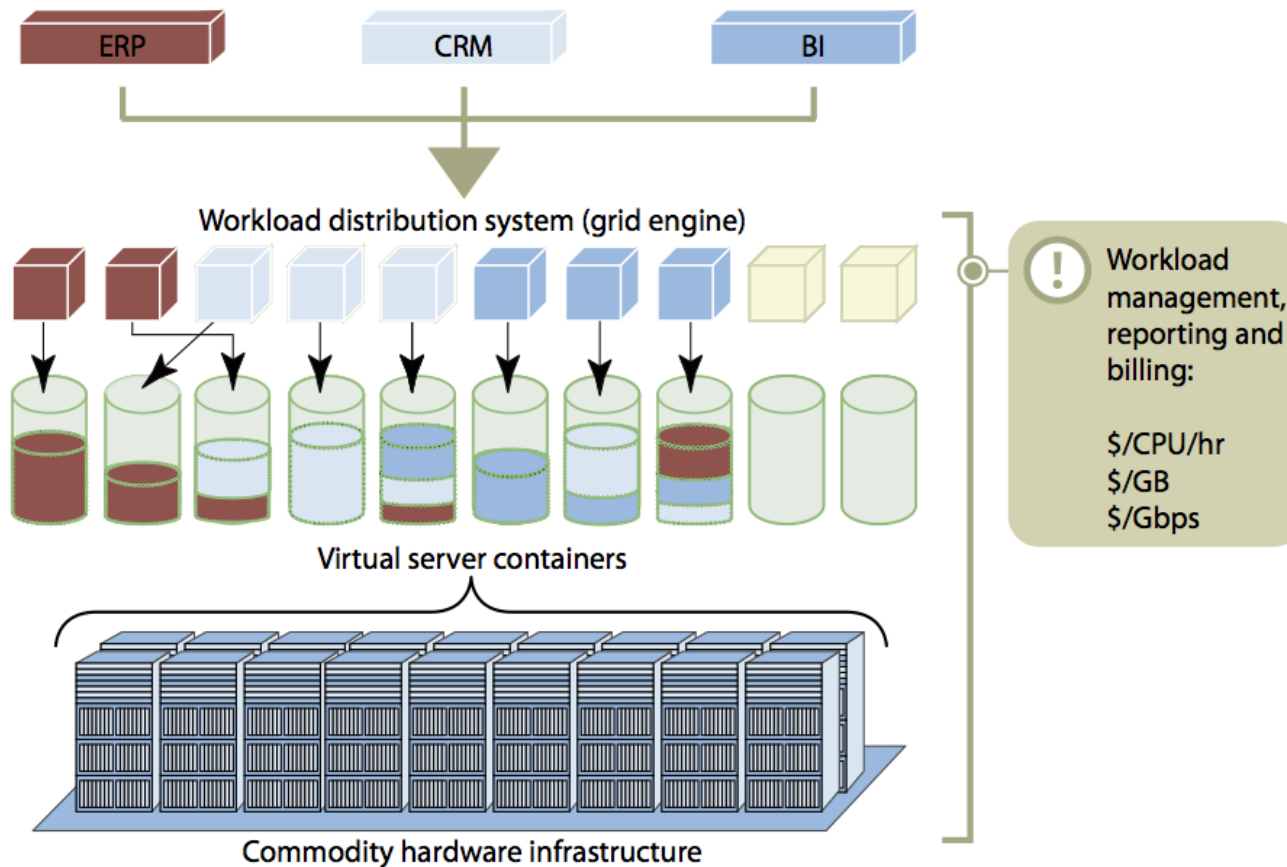 ERP
CRM
BI
Workload distribution system (grid engine)
! Workload
management,
reporting and
billing:
$/CPU/hr
$/GB
$/Gbps
Virtual server containers
Commodity hardware infrastructure